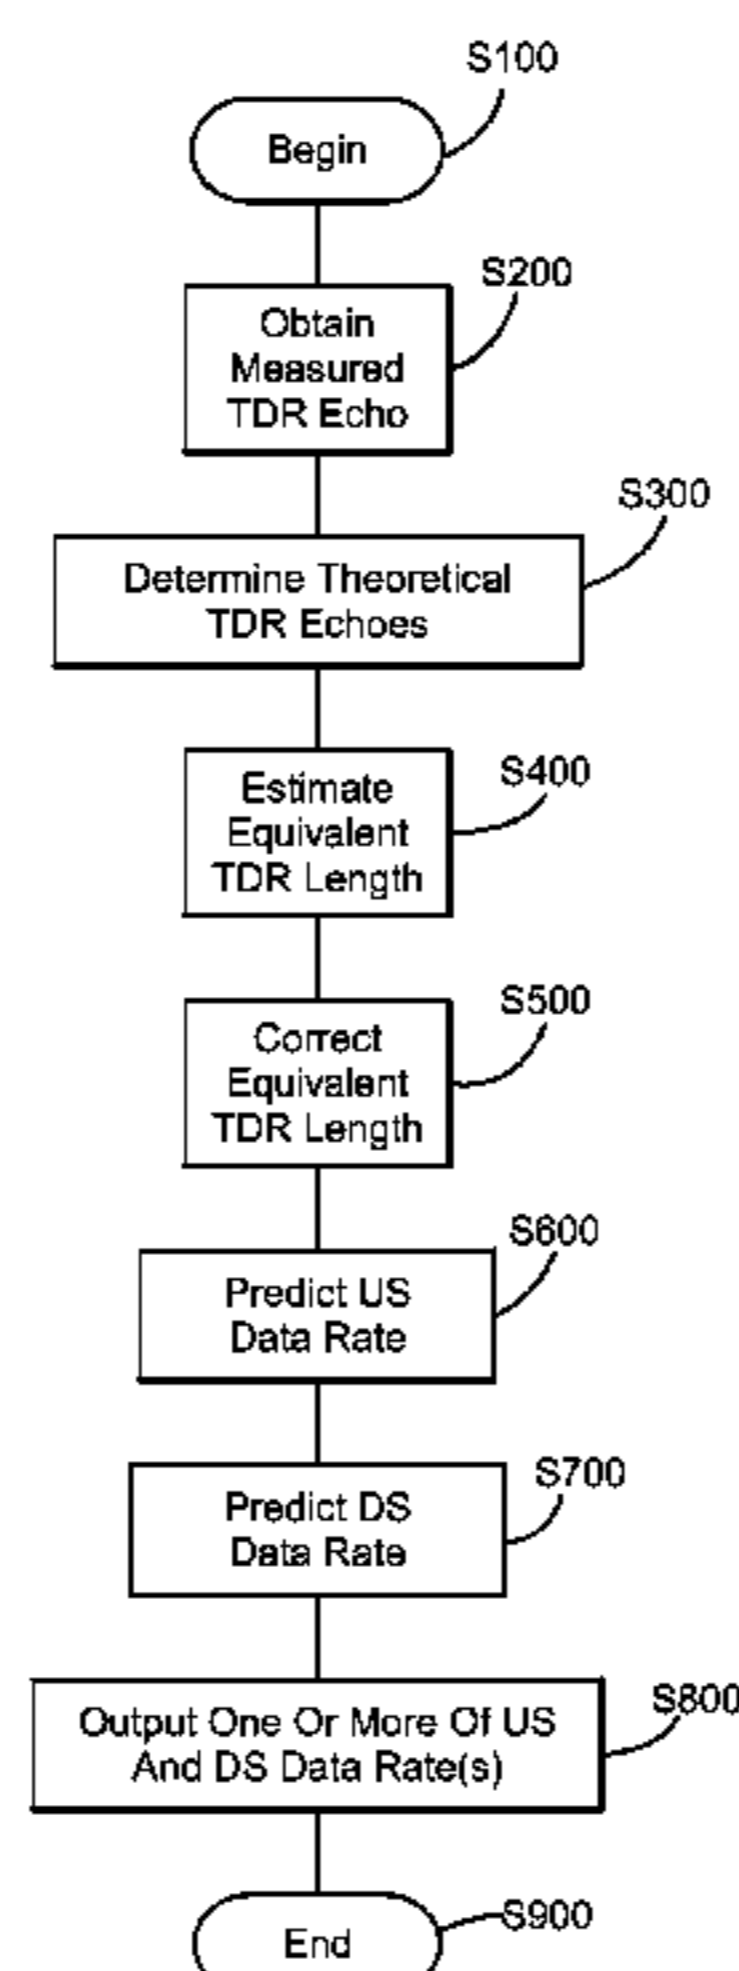 S100
Begin
S200
Obtain
Measured
TDR Echo
S300
Determine Theoretical
TDR Echoes
S400
Estimate
Equivalent
TDR Length
S500
Correct
Equivalent
TDR Length
S600
Predict US
Data Rate
S700
Predict DS
Data Rate
S800
Output One Or More Of US
And DS Data Rate(s)
S900
End